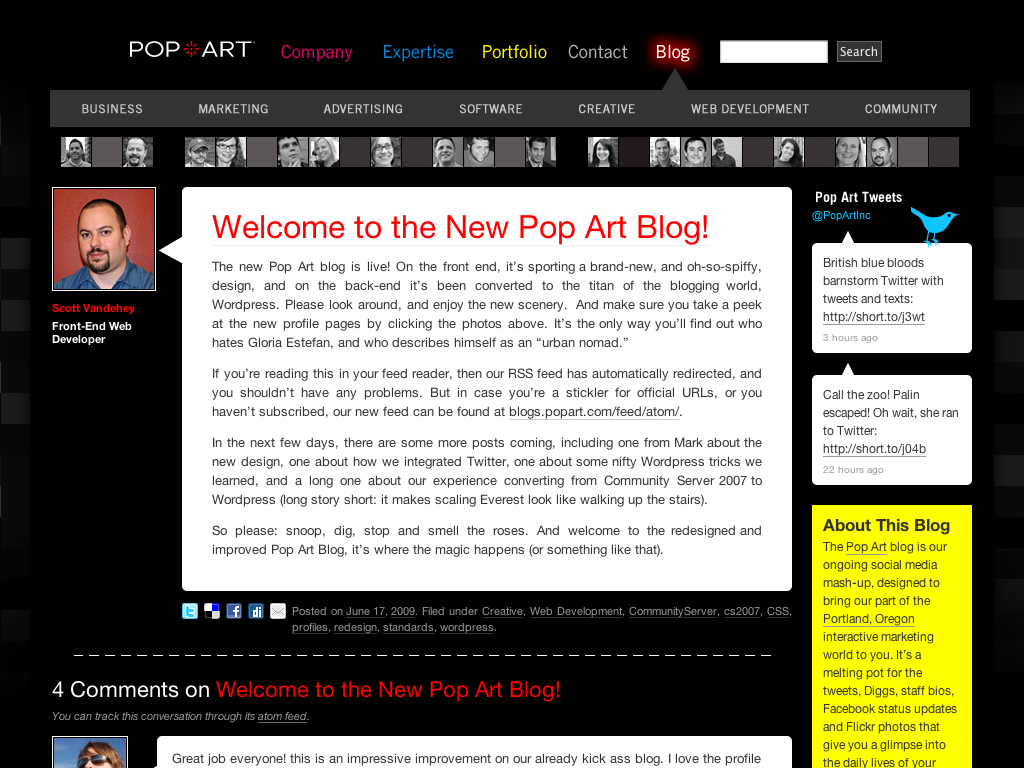 POP ART Company Expertise Portfolio Contact Blog Search
BUSINESS MARKETING ADVERTISING SOFTWARE CREATIVE WEB DEVELOPMENT COMMUNITY
Scott Vandehey
Front-End Web
Developer
Welcome to the New Pop Art Blog!
The new Pop Art blog is live! On the front end, it’s sporting a brand-new, and oh-so-spiffy,
design, and on the back-end it’s been converted to the titan of the blogging world,
Wordpress. Please look around, and enjoy the new scenery. And make sure you take a peek
at the new profile pages by clicking the photos above. It’s the only way you’ll find out who
hates Gloria Estefan, and who describes himself as an “urban nomad.”
If you’re reading this in your feed reader, then our RSS feed has automatically redirected, and
you shouldn’t have any problems. But in case you’re a stickler for official URLs, or you
haven’t subscribed, our new feed can be found at blogs.popart.com/feed/atom/.
In the next few days, there are some more posts coming, including one from Mark about the
new design, one about how we integrated Twitter, one about some nifty Wordpress tricks we
learned, and a long one about our experience converting from Community Server 2007 to
Wordpress (long story short: it makes scaling Everest look like walking up the stairs).
So please: snoop, dig, stop and smell the roses. And welcome to the redesigned and
improved Pop Art Blog, it’s where the magic happens (or something like that).
Posted on June 17, 2009. Filed under Creative, Web Development, CommunityServer, cs2007, CSS,
profiles, redesign, standards, wordpress.
4 Comments on Welcome to the New Pop Art Blog!
You can track this conversation through its atom feed.
Great job everyone! this is an impressive improvement on our already kick ass blog. I love the profile
Pop Art Tweets
@PopArtInc
British blue bloods
barnstorm Twitter with
tweets and texts:
http://short.to/j3wt
3 hours ago
Call the zoo! Palin
escaped! Oh wait, she ran
to Twitter:
http://short.to/j04b
22 hours ago
About This Blog
The Pop Art blog is our
ongoing social media
mash-up, designed to
bring our part of the
Portland, Oregon
interactive marketing
world to you. It’s a
melting pot for the
tweets, Diggs, staff bios,
Facebook status updates
and Flickr photos that
give you a glimpse into
the daily lives of your